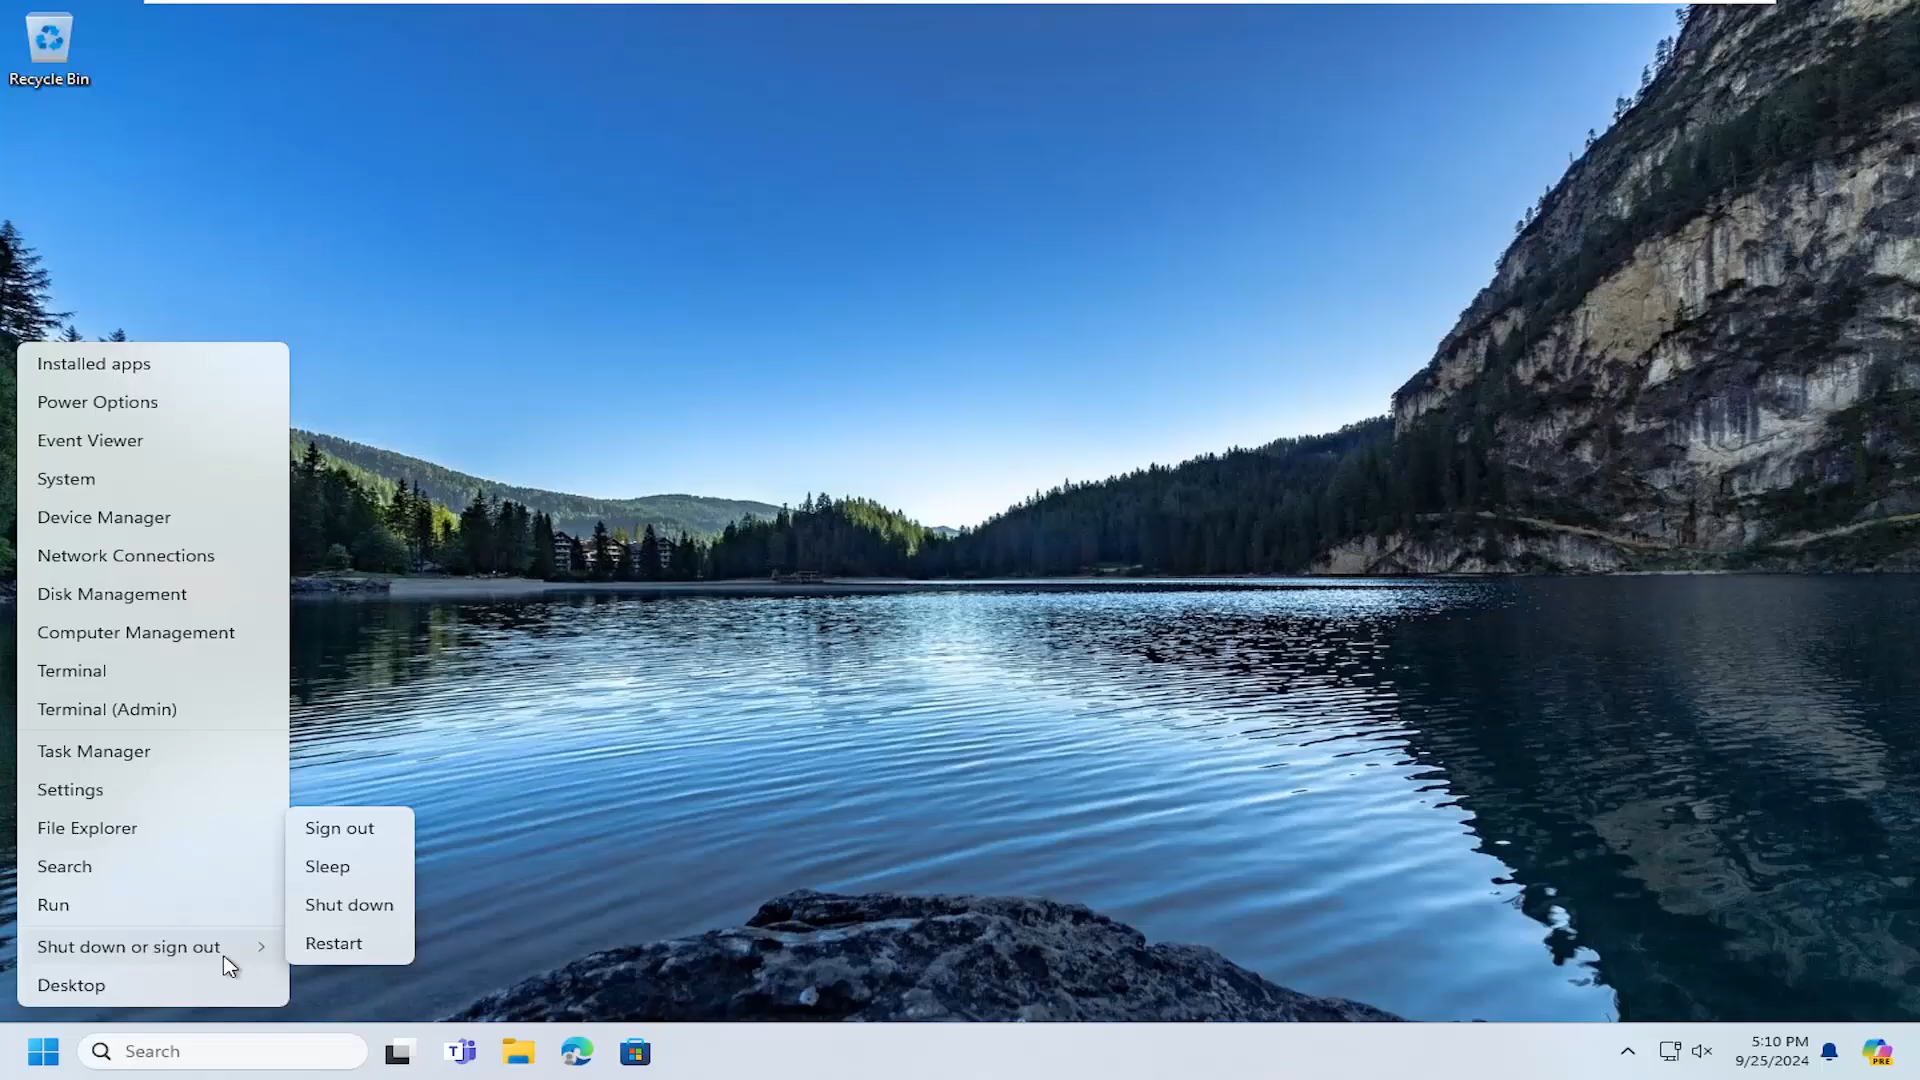 Recycle Bin
Installed apps
Power Options
Event Viewer
System
Device Manager
Network Connections
Disk Management
Computer Management
Terminal
Terminal (Admin)
Task Manager
Settings
File Explorer
Search
Run
Shut down or sign out
Desktop
Sign out
Sleep
Shut down
Restart
Search
T
5:10 PM
9/25/2024
PRE